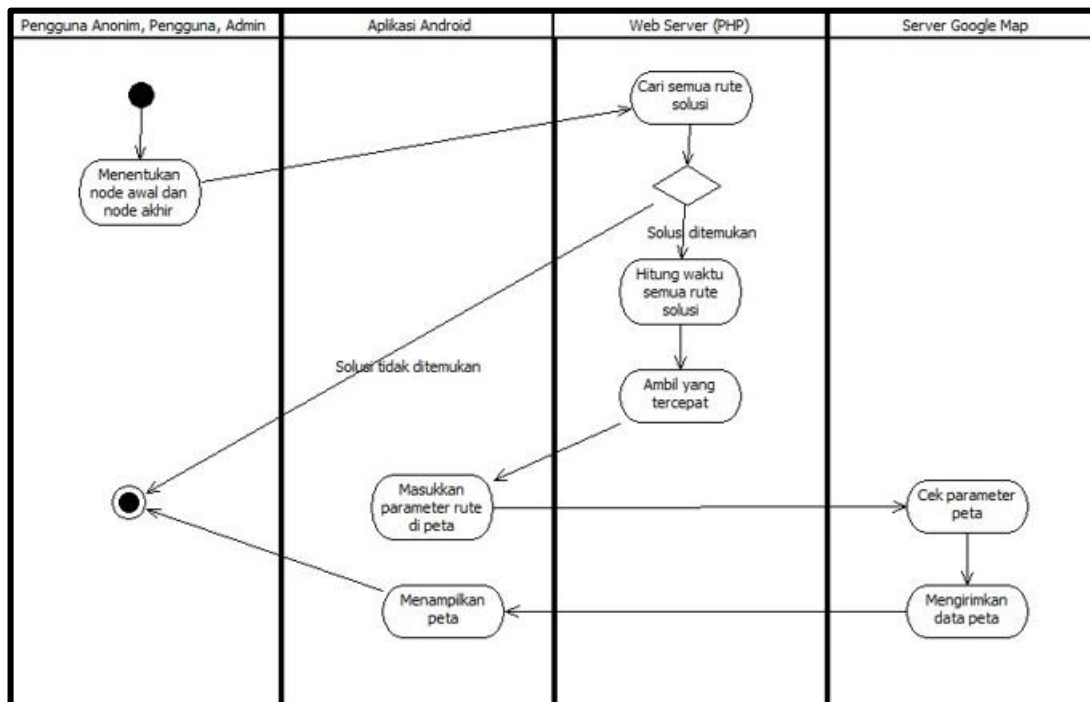 Pengguna Anonim, Pengguna, Admin
Aplikasi Android
Web Server (PHP)
Server Google Map
Cari semua rute
solusi
Menentukan
node awal dan
node akhir
Solusi ditemukan
Hitung waktu
semua rute
solusi
Solusi tidak ditemukan
Ambil yang
tercepat
Masukkan
parameter rute
di peta
Cek parameter
peta
Menampilkan
peta
Mengirimkan
data peta